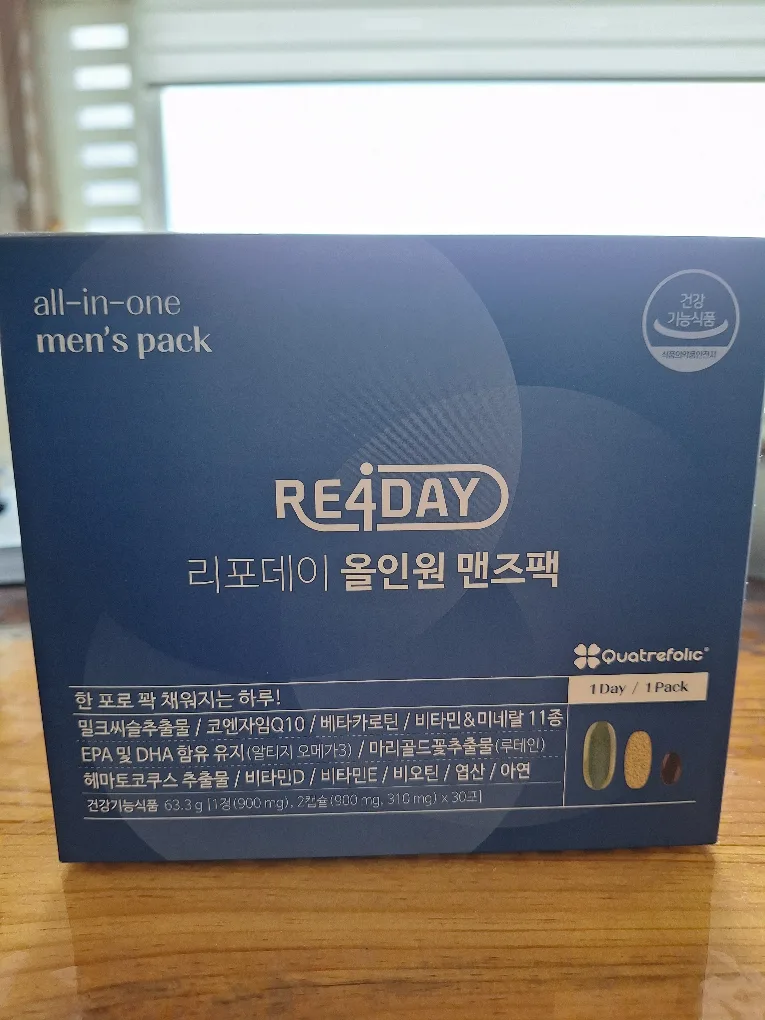 all-in-one
men's pack
건강
기능식품
식품의약품안전처
RE4DAY
리포데이 올인원 맨즈팩
Quatrefolic®
1 Day / 1 Pack
한 포로 꽉 채워지는 하루!
밀크씨슬추출물 / 코엔자임Q10 / 베타카로틴 / 비타민&미네랄 11종
EPA 및 DHA 함유 유지(알티지 오메가3) / 마리골드꽃추출물(루테인)
헤마토코쿠스 추출물 / 비타민D / 비타민E / 비오틴 / 엽산 / 아연
건강기능식품 63.3 g [1정(900 mg), 2캡슐(900 mg, 310 mg) x 30포]